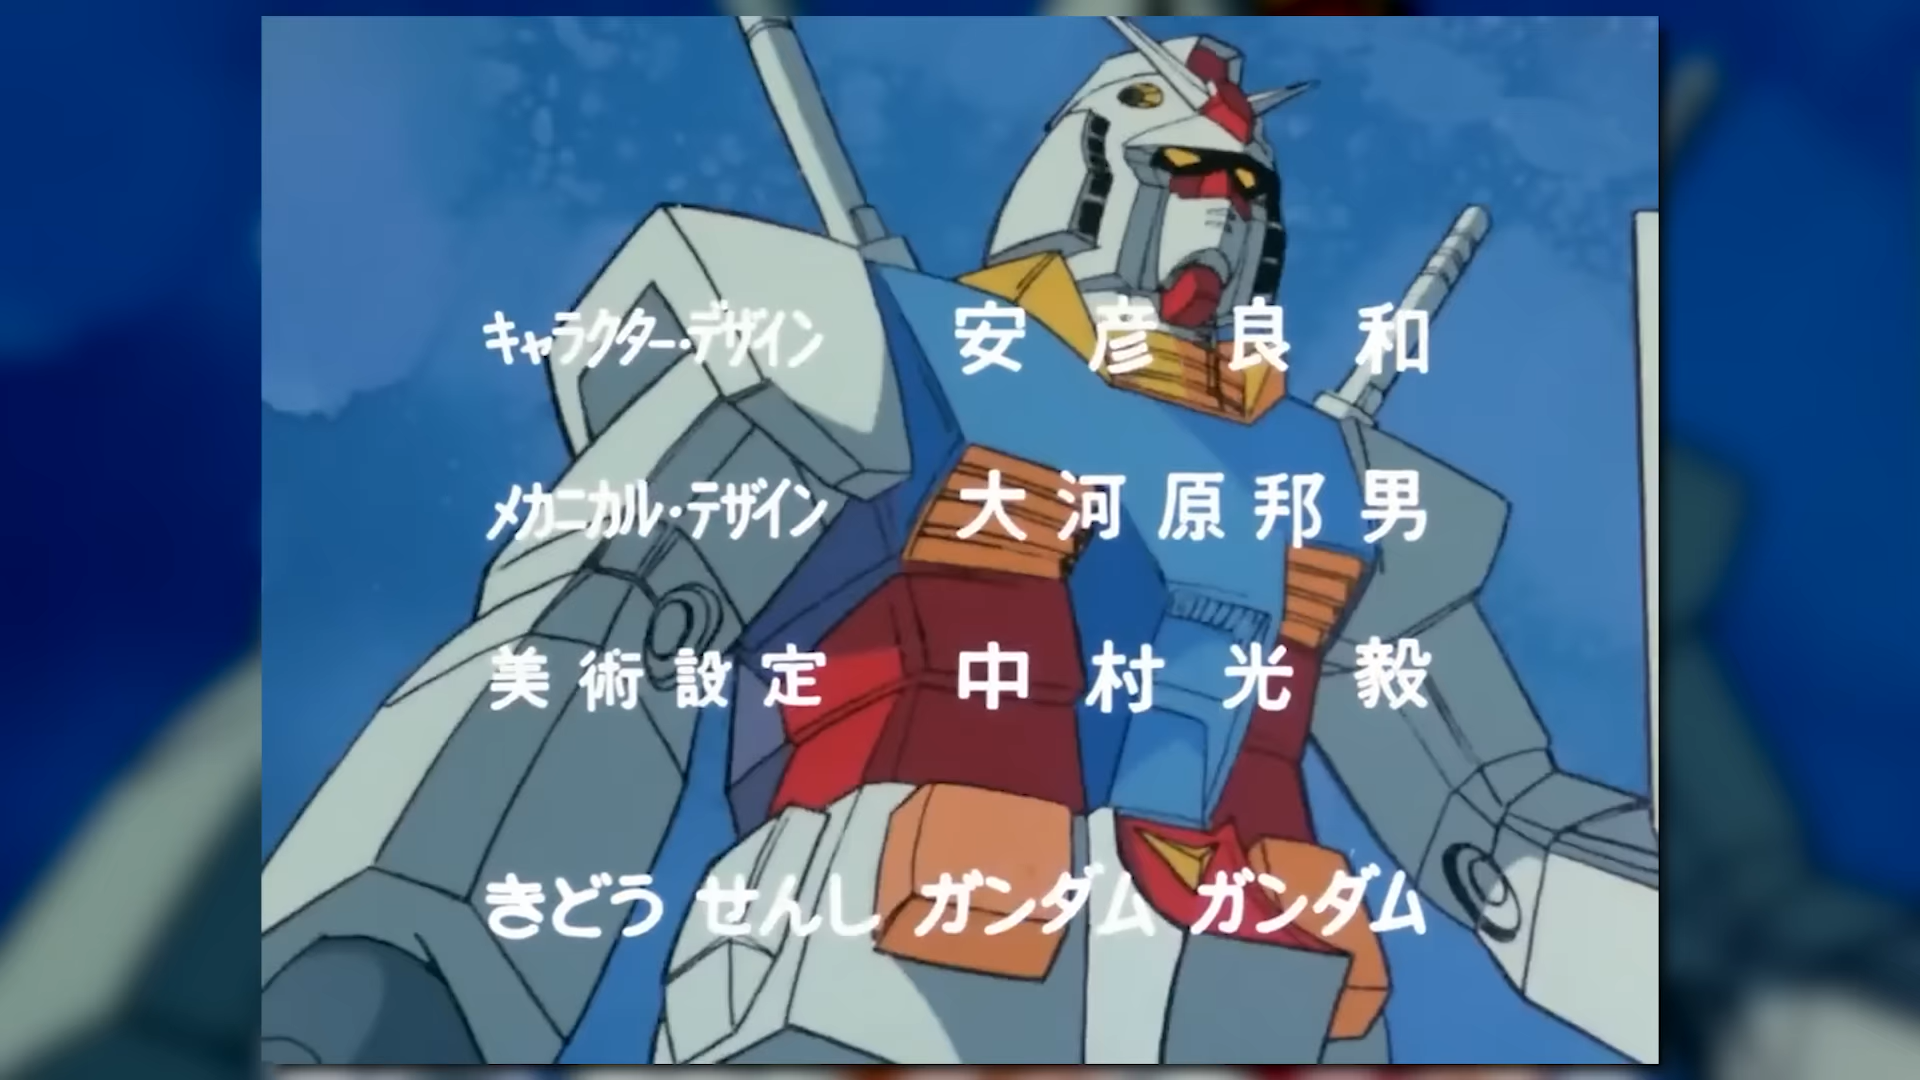 キャラクター・デザイン 安彦良和
メカニカル・デザイン 大河原邦男
美術設定 中村光毅
きどう せんし ガンダム ガンダム